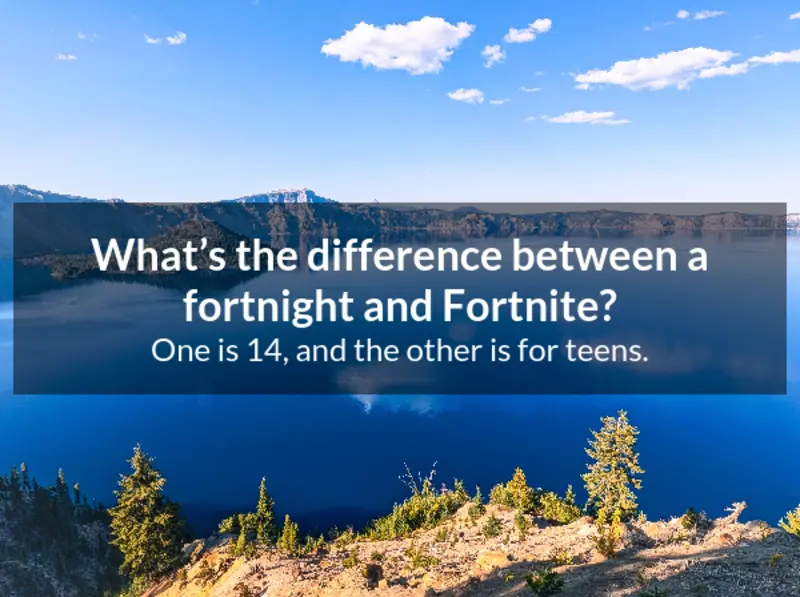 What’s the difference between a
fortnight and Fortnite?
One is 14, and the other is for teens.